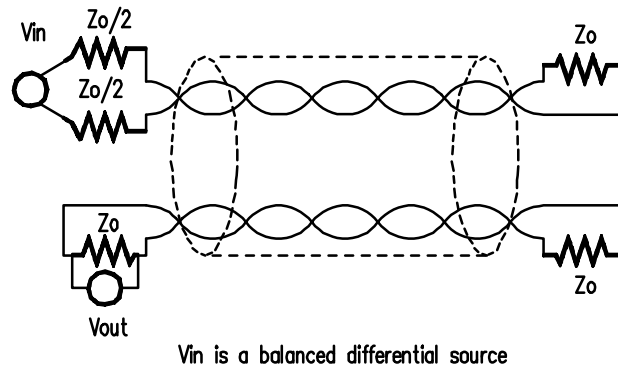 Vin
Zo/2
Zo
Zo/2
Zo
Zo
Vout
Vin is a balanced differential source